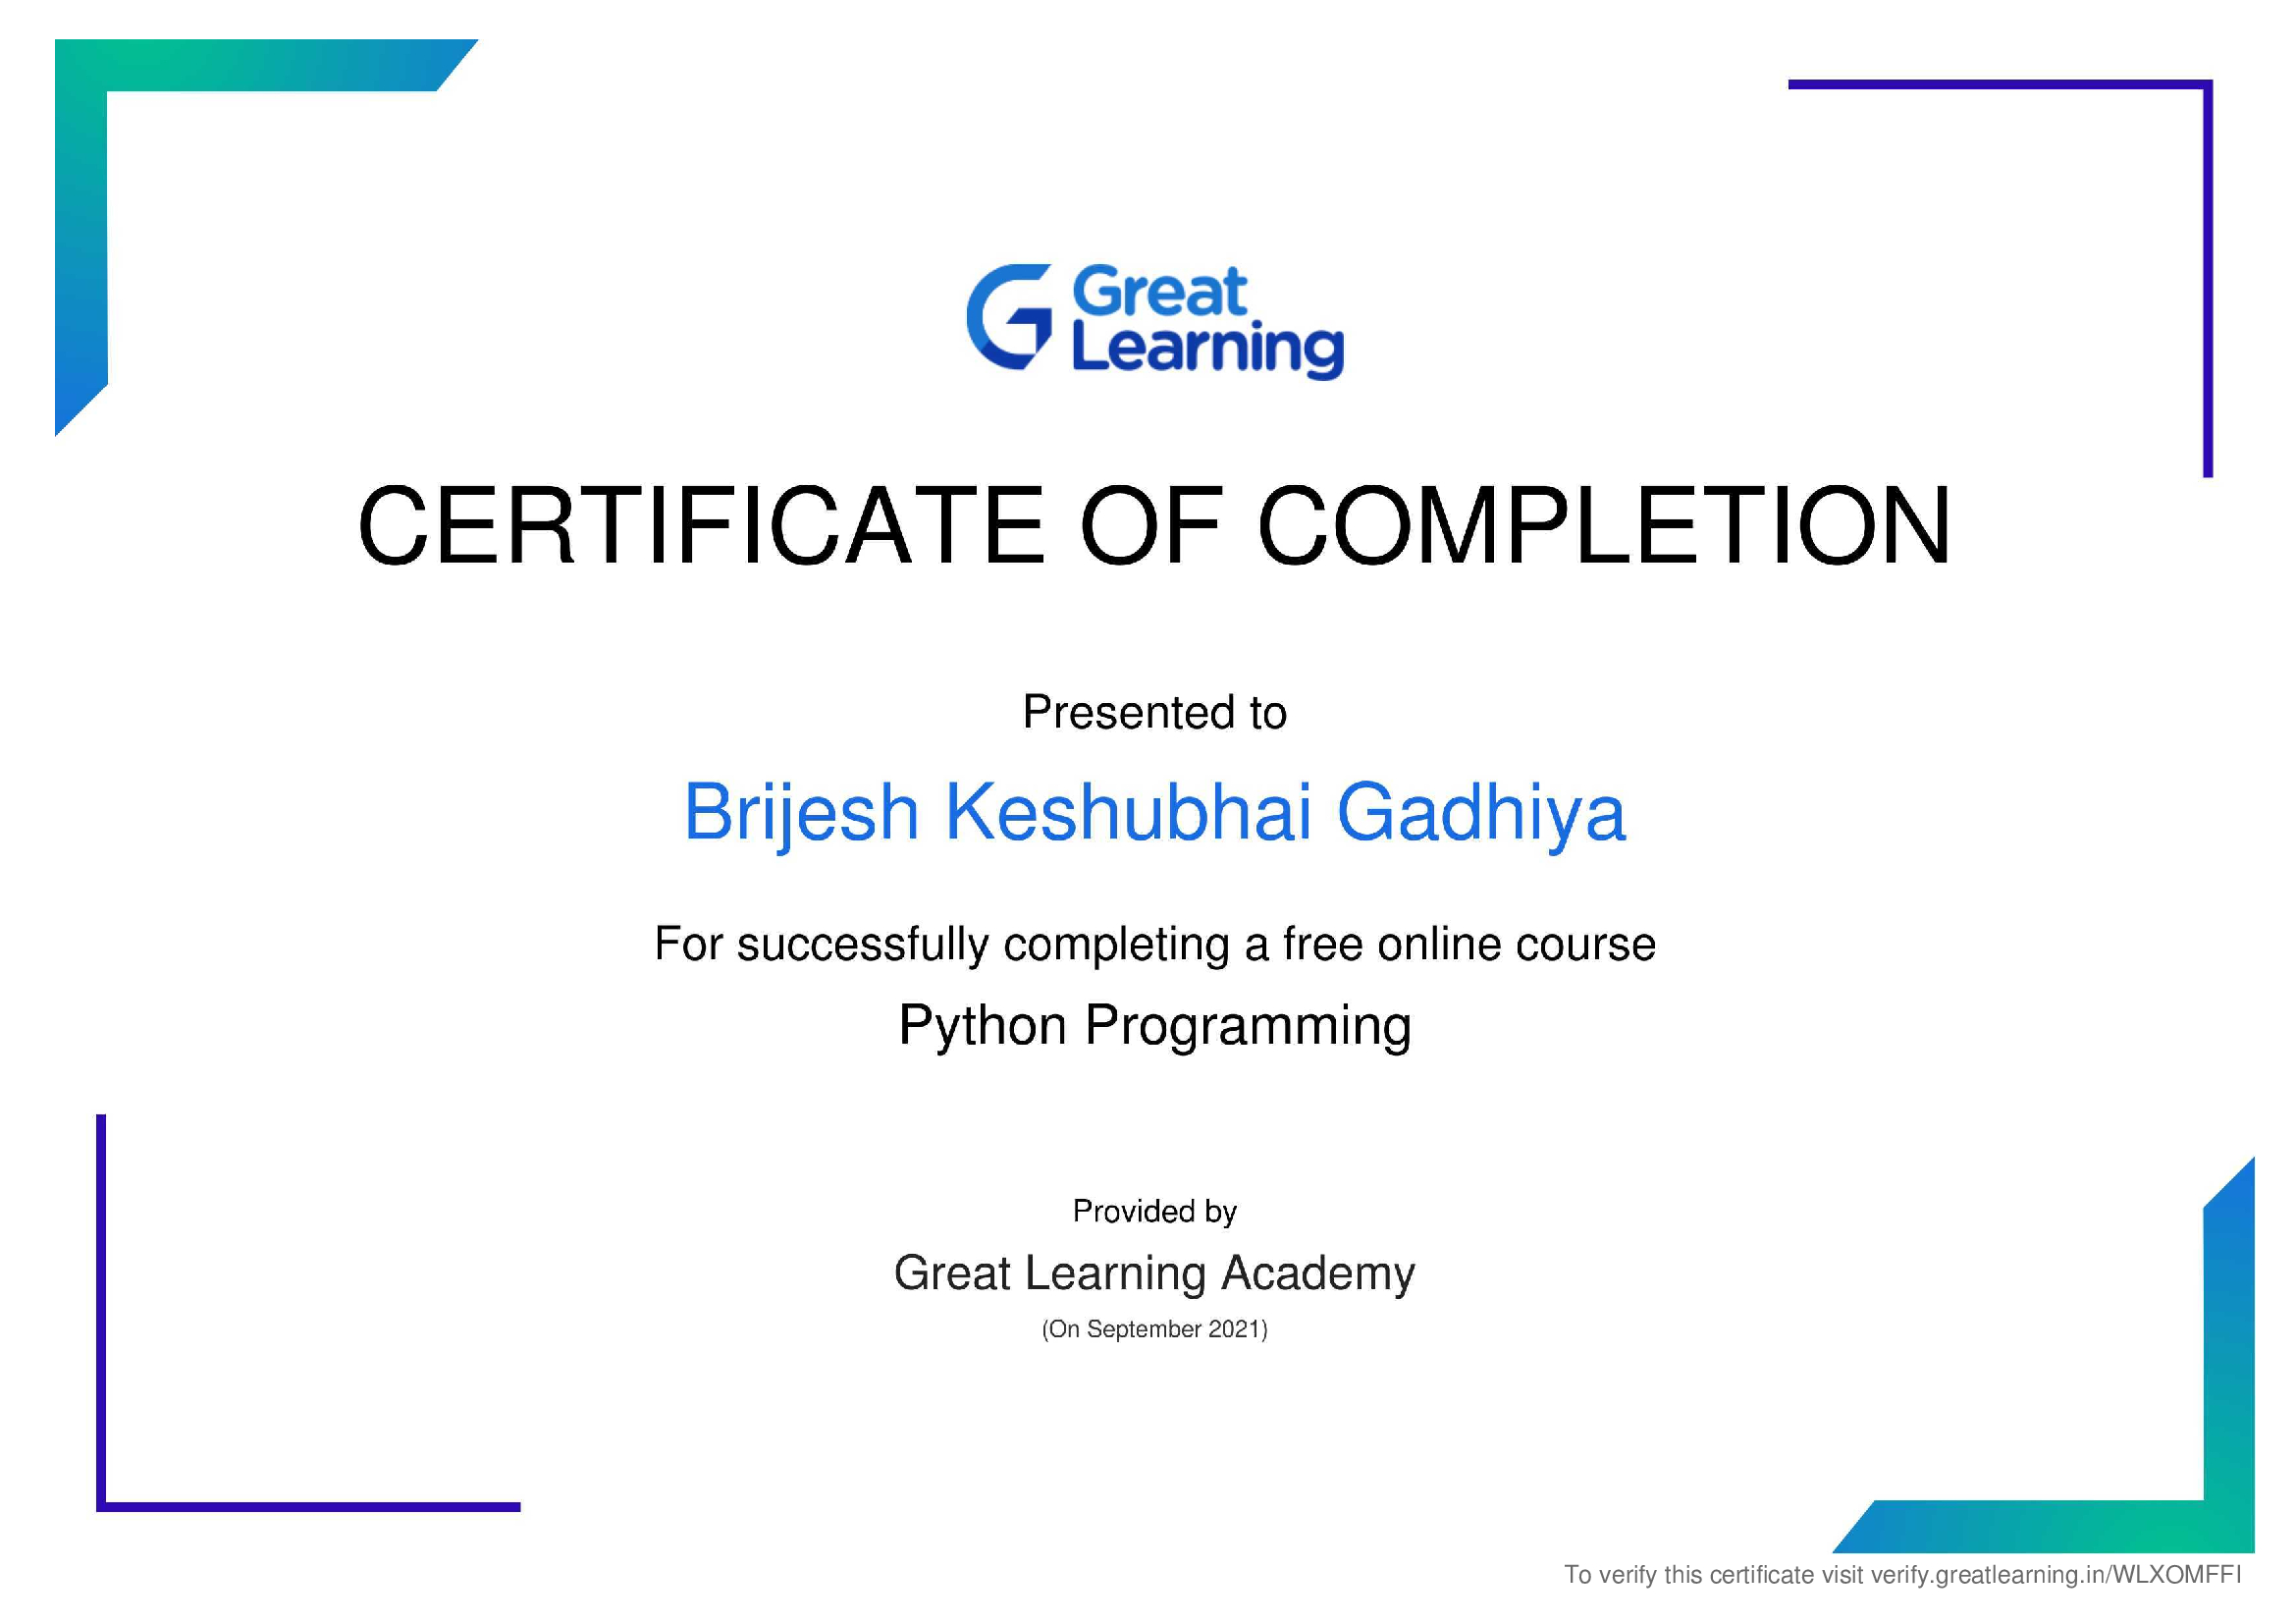 Great
Learning
CERTIFICATE OF COMPLETION
Presented to
Brijesh Keshubhai Gadhiya
For successfully completing a free online course
Python Programming
Provided by
Great Learning Academy
(On September 2021)
To verify this certificate visit verify.greatlearning.in/WLXOMFFI